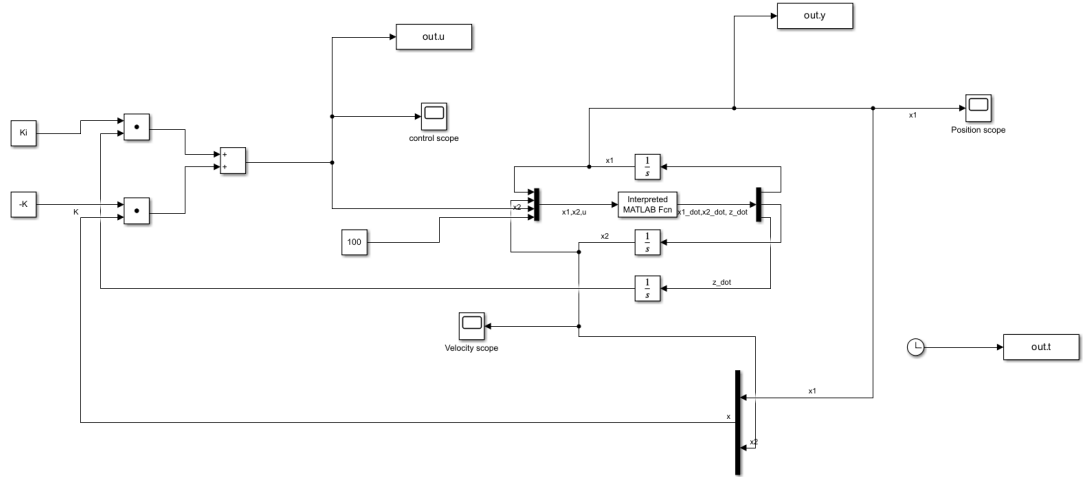 out.y
out.u
x1
Position scope
control scope
Ki
+
+
x1
1
s
-K
K
x2
x1,x2,u
Interpreted
MATLAB Fcn
x1_dot,x2_dot, z_dot
100
x2
1
s
z_dot
1
s
Velocity scope
out.t
x1
x
x2